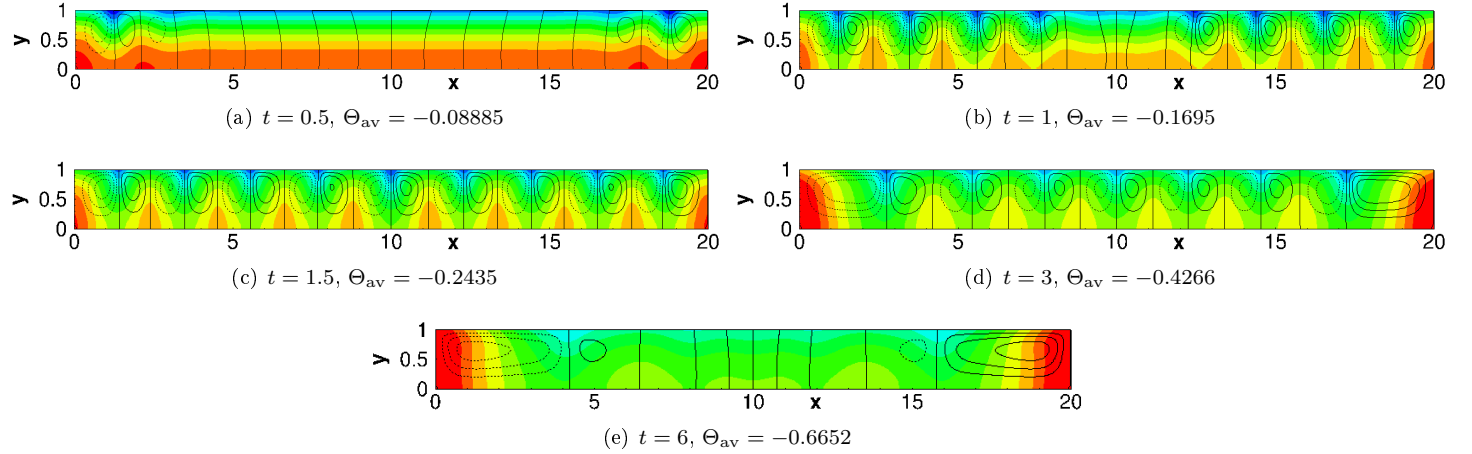 1 1
y 0.5 y 0.5
0 0
0 5 10 x 15 20 0 5 10 x 15 20
(a) t = 0.5, Θav = −0.08885 (b) t = 1, Θav = −0.1695
1 1
y 0.5 y 0.5
0 0
0 5 10 x 15 20 0 5 10 x 15 20
(c) t = 1.5, Θav = −0.2435 (d) t = 3, Θav = −0.4266
1
y 0.5
0
0 5 10 x 15 20
(e) t = 6, Θav = −0.6652